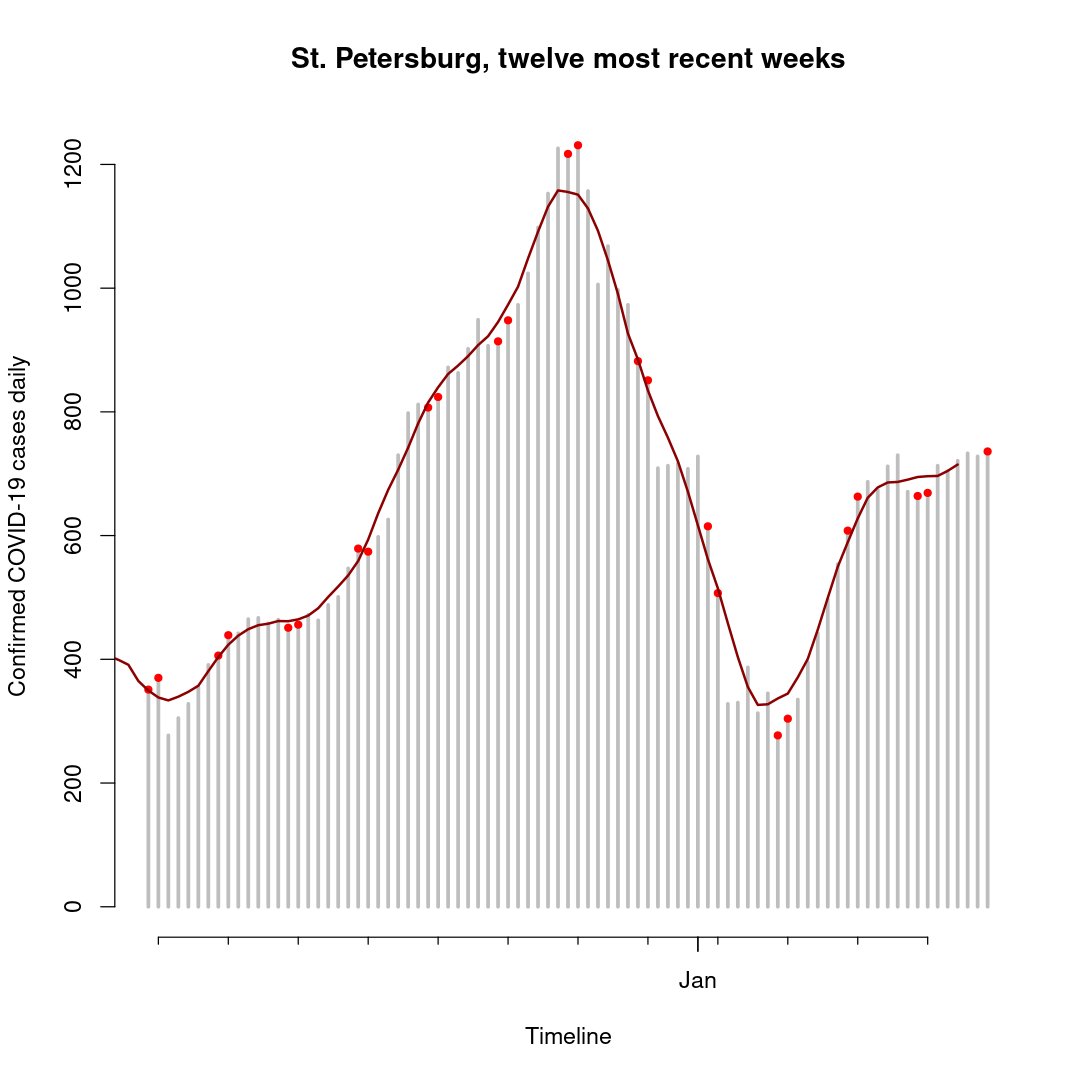 St. Petersburg, twelve most recent weeks
Confirmed COVID-19 cases daily
1200
1000
800
600
400
200
0
Jan
Timeline